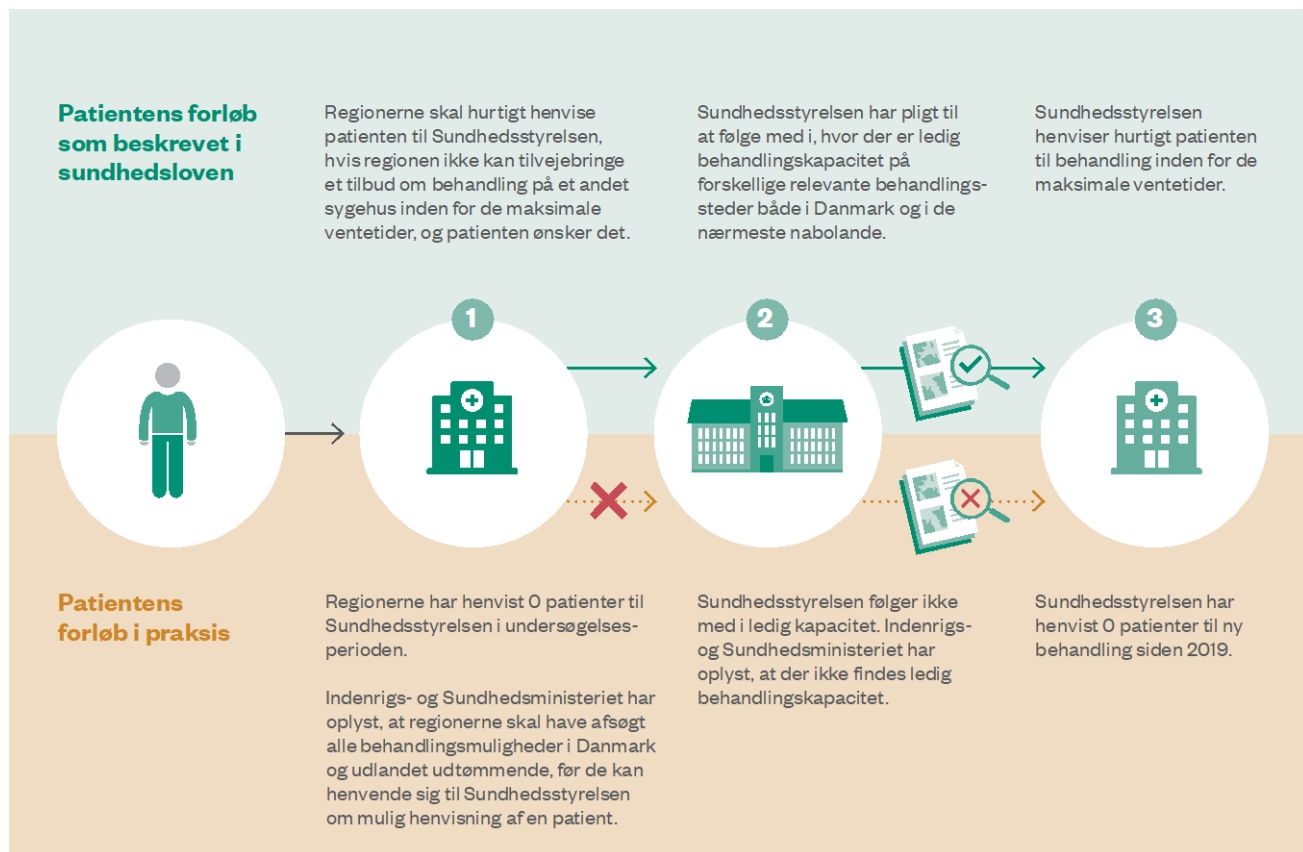 Patientens forløb
som beskrevet i
sundhedsloven
Regionerne skal hurtigt henvise
patienten til Sundhedsstyrelsen,
hvis regionen ikke kan tilvejebringe
et tilbud om behandling på et andet
sygehus inden for de maksimale
ventetider, og patienten ønsker det.
Sundhedsstyrelsen har pligt til
at følge med i, hvor der er ledig
behandlingskapacitet på
forskellige relevante behandlings-
steder både i Danmark og i de
nærmeste nabolande.
Sundhedsstyrelsen
henviser hurtigt patienten
til behandling inden for de
maksimale ventetider.
1
2
3
Patientens
forløb i praksis
Regionerne har henvist 0 patienter til
Sundhedsstyrelsen i undersøgelses-
perioden.
Indenrigs- og Sundhedsministeriet har
oplyst, at regionerne skal have afsøgt
alle behandlingsmuligheder i Danmark
og udlandet udtømmende, før de kan
henvende sig til Sundhedsstyrelsen
om mulig henvisning af en patient.
Sundhedsstyrelsen følger ikke
med i ledig kapacitet. Indenrigs-
og Sundhedsministeriet har
oplyst, at der ikke findes ledig
behandlingskapacitet.
Sundhedsstyrelsen har
henvist 0 patienter til ny
behandling siden 2019.